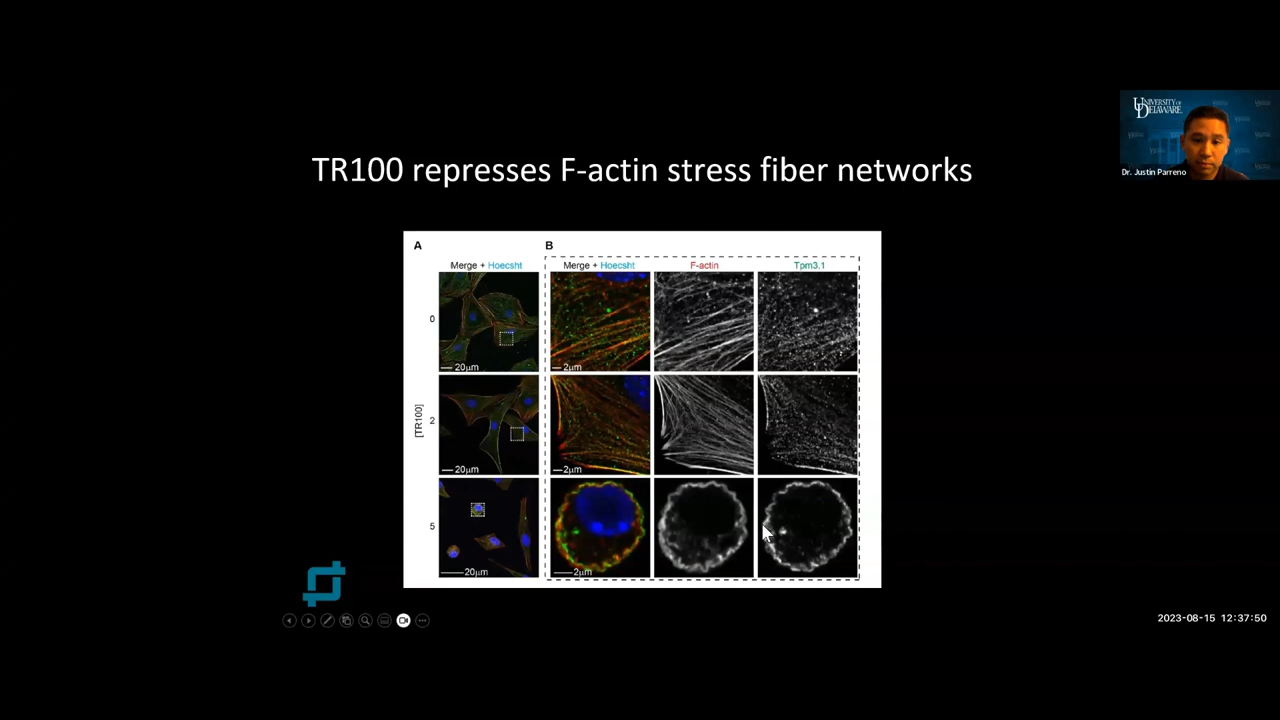 UNIVERSITY OF
DELAWARE
Dr. Justin Parreno
TR100 represses F-actin stress fiber networks
A
B
Merge + Hoecsht
Merge + Hoecsht
F-actin
Tpm3.1
[TR100]
0
20μm
2μm
2
20μm
2μm
5
20μm
2μm
2023-08-15 12:37:50